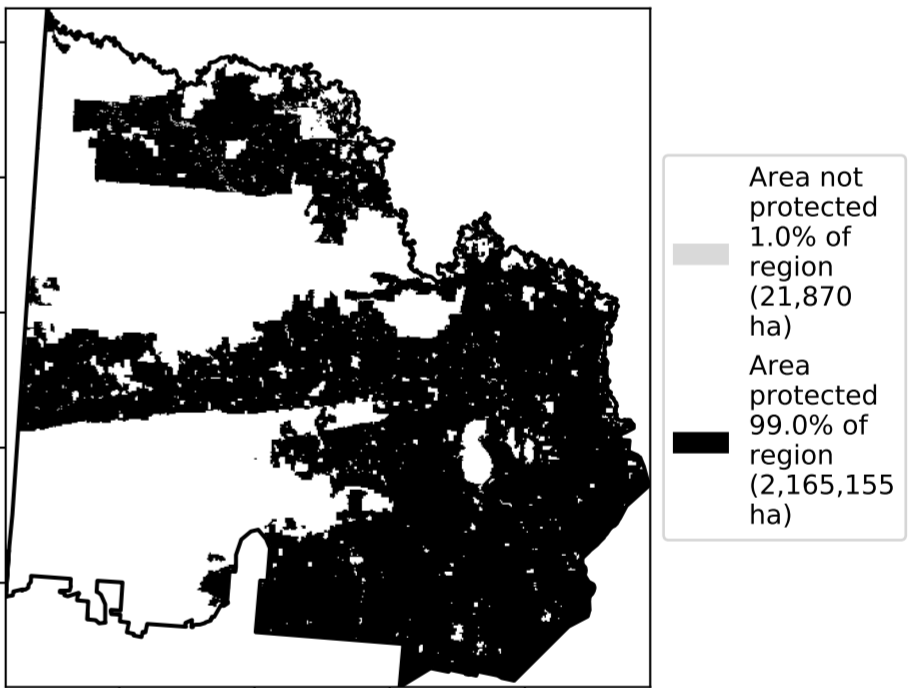 Area not
protected
1.0% of
region
(21,870
ha)
Area
protected
99.0% of
region
(2,165,155
ha)